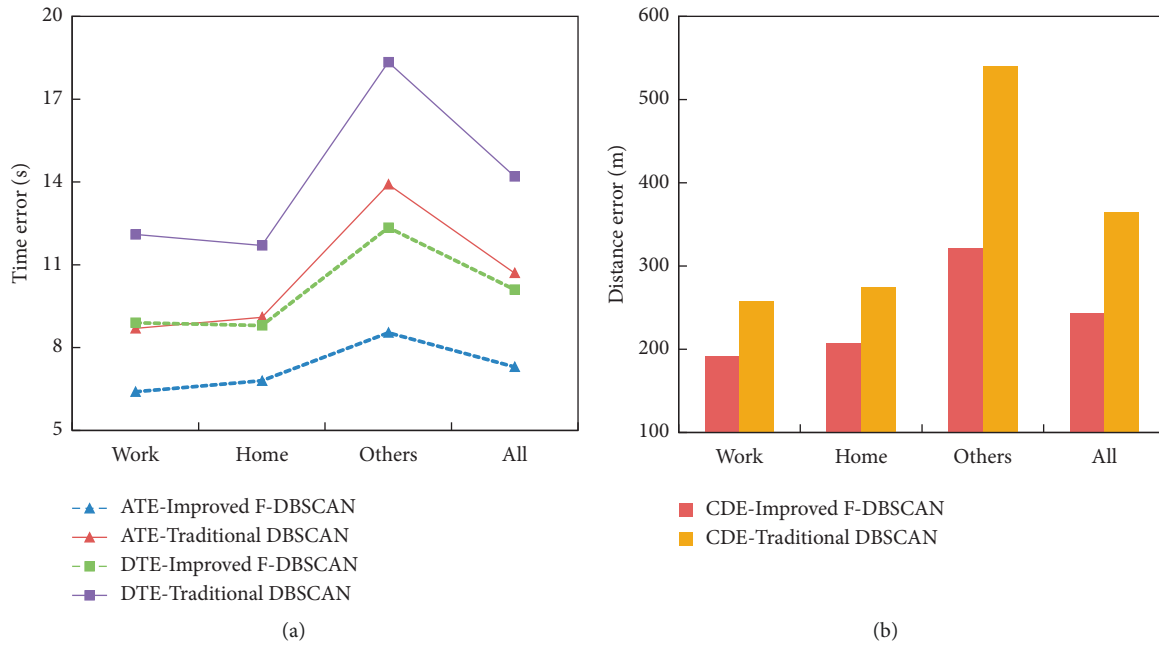 20
17
14
11
8
5
Time error (s)
Work Home Others All
ATE-Improved F-DBSCAN
ATE-Traditional DBSCAN
DTE-Improved F-DBSCAN
DTE-Traditional DBSCAN
(a)
600
500
400
300
200
100
Distance error (m)
Work Home Others All
CDE-Improved F-DBSCAN
CDE-Traditional DBSCAN
(b)